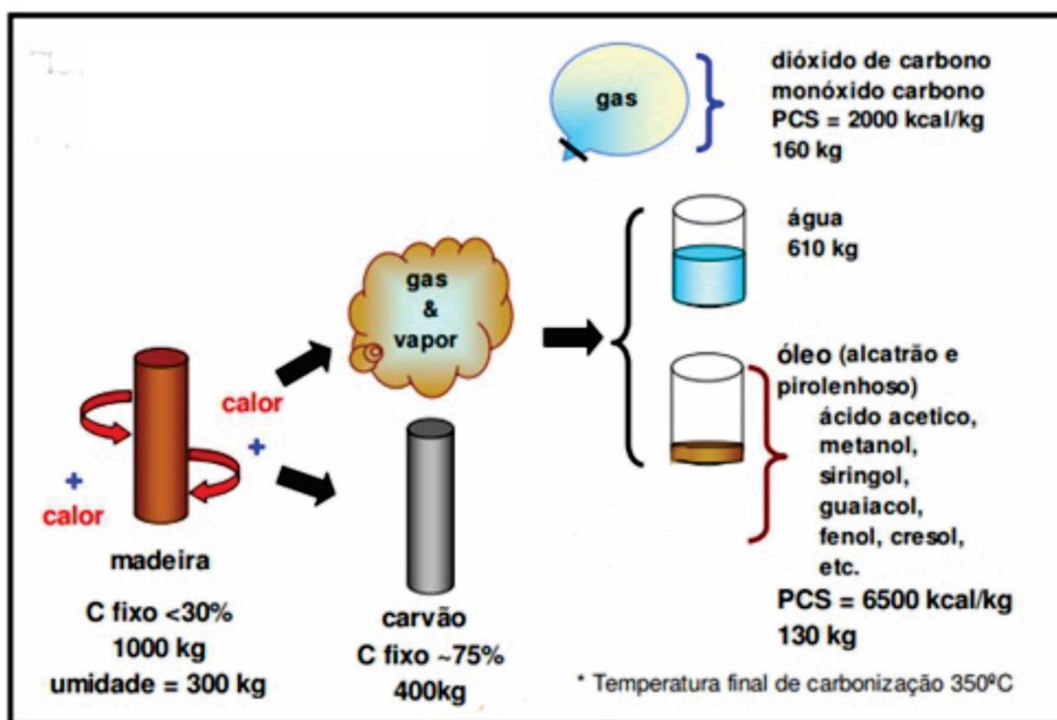 dióxido de carbono
monóxido carbono
PCS = 2000 kcal/kg
160 kg
gas
água
610 kg
gas
&
vapor
óleo (alcatrão e
pirolenhoso)
ácido acetico,
metanol,
siringol,
guaiacol,
fenol, cresol,
etc.
PCS = 6500 kcal/kg
130 kg
calor
+
+
calor
madeira
C fixo <30%
1000 kg
umidade = 300 kg
carvão
C fixo ~75%
400kg
* Temperatura final de carbonização 350ºC